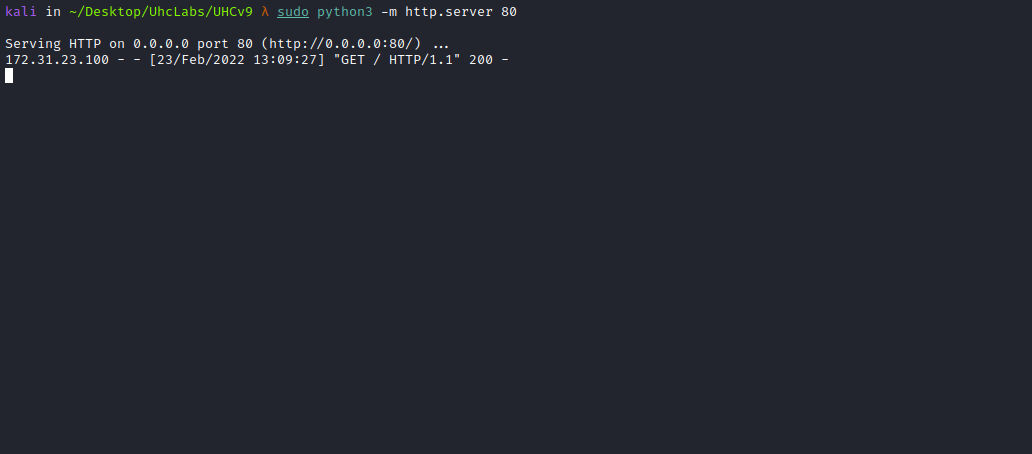 kali in ~/Desktop/UhcLabs/UHCv9 λ sudo python3 -m http.server 80
Serving HTTP on 0.0.0.0 port 80 (http://0.0.0.0:80/) ...
172.31.23.100 - - [23/Feb/2022 13:09:27] "GET / HTTP/1.1" 200 -